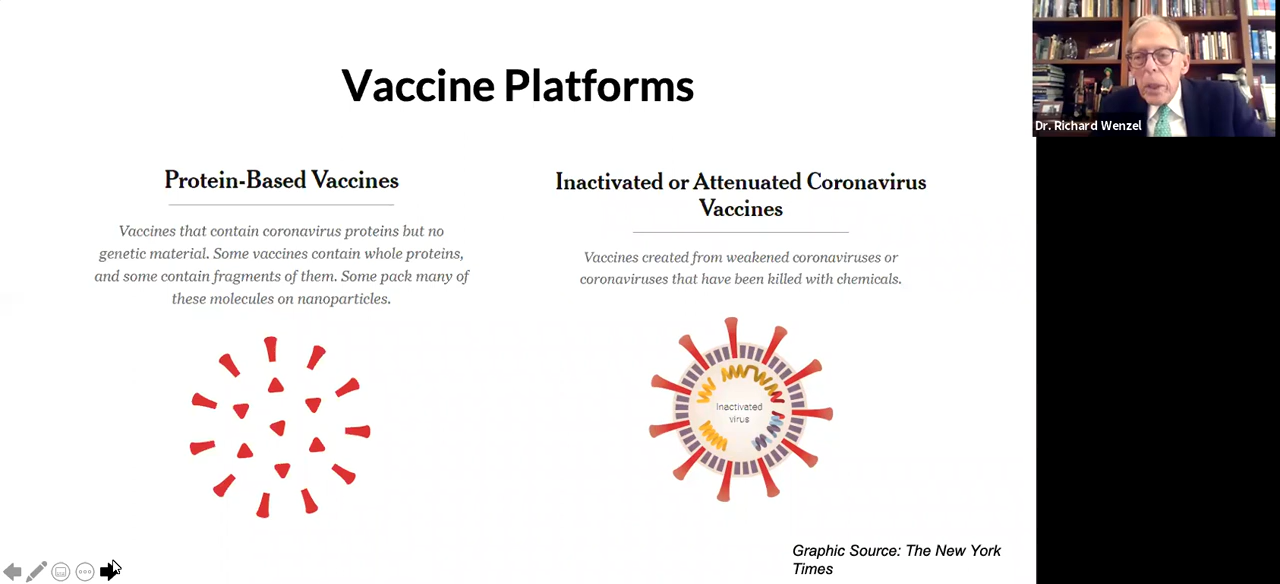 Vaccine Platforms
Protein-Based Vaccines
Vaccines that contain coronavirus proteins but no
genetic material. Some vaccines contain whole proteins,
and some contain fragments of them. Some pack many of
these molecules on nanoparticles.
Inactivated or Attenuated Coronavirus
Vaccines
Vaccines created from weakened coronaviruses or
coronaviruses that have been killed with chemicals.
Inactivated
virus
Graphic Source: The New York
Times
Dr. Richard Wenzel